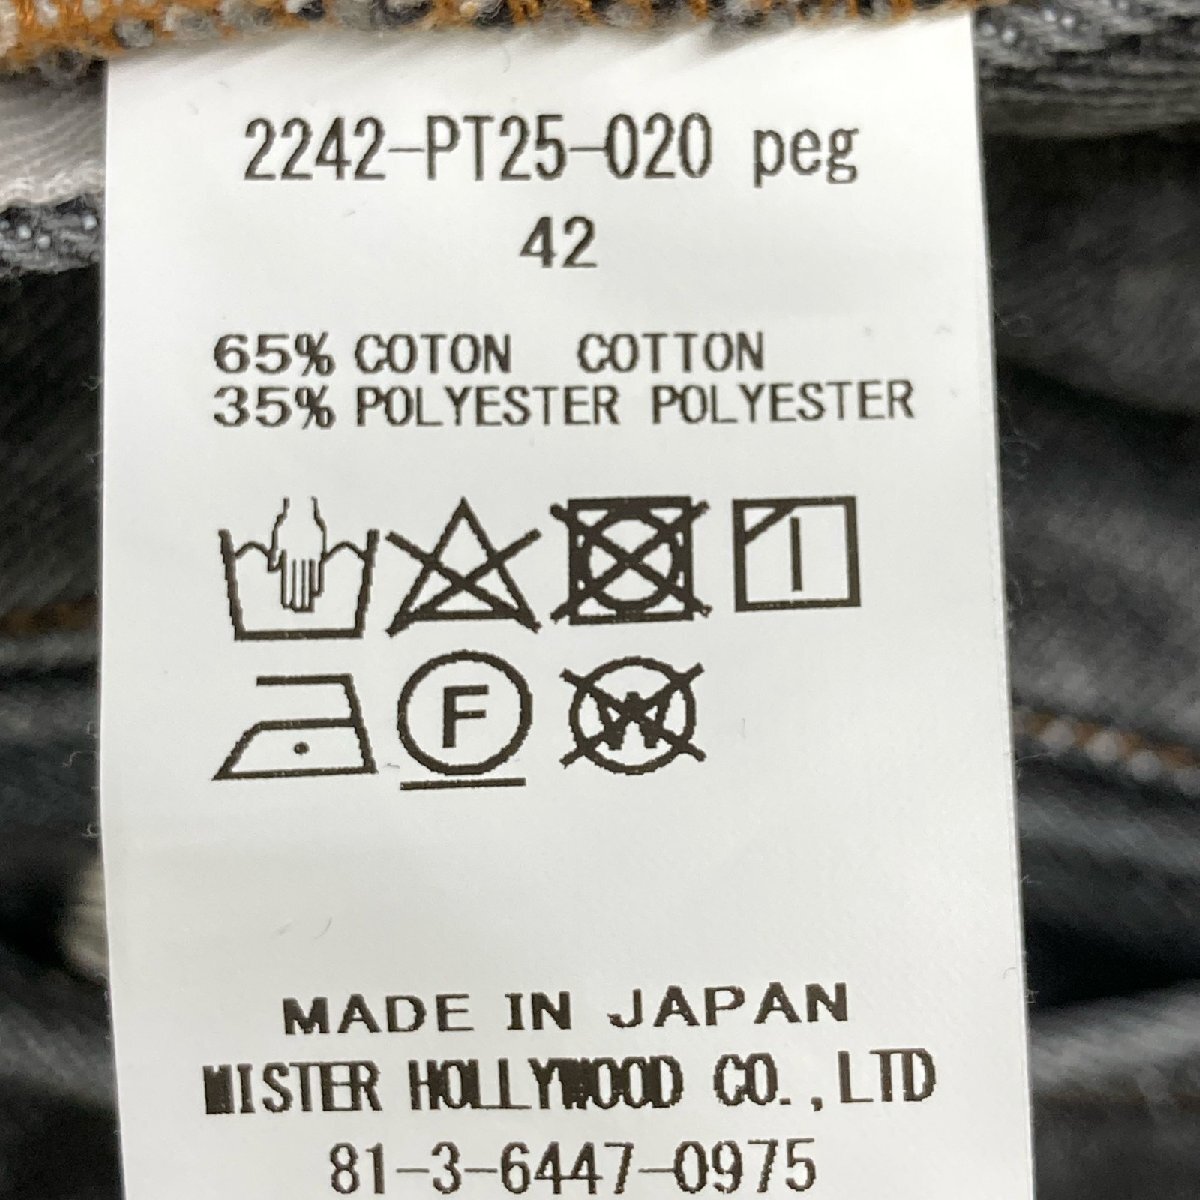 2242-PT25-020 peg
42
65% COTON COTTON
35% POLYESTER POLYESTER
F
W
MADE IN JAPAN
MISTER HOLLYWOOD CO.,LTD
81-3-6447-0975